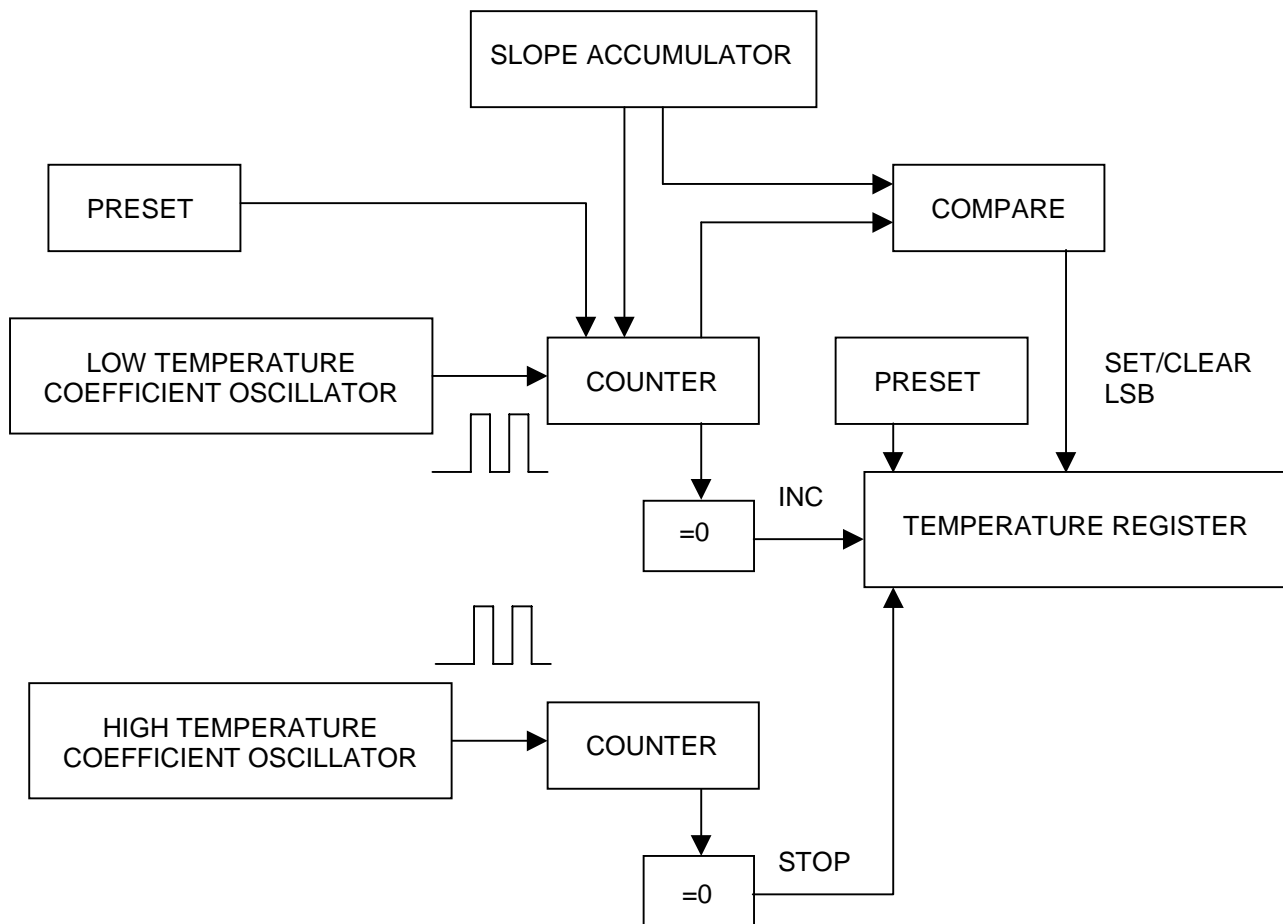 SLOPE ACCUMULATOR
PRESET
COMPARE
LOW TEMPERATURE
COEFFICIENT OSCILLATOR
COUNTER
PRESET
SET/CLEAR
LSB
=0
INC
TEMPERATURE REGISTER
HIGH TEMPERATURE
COEFFICIENT OSCILLATOR
COUNTER
=0
STOP